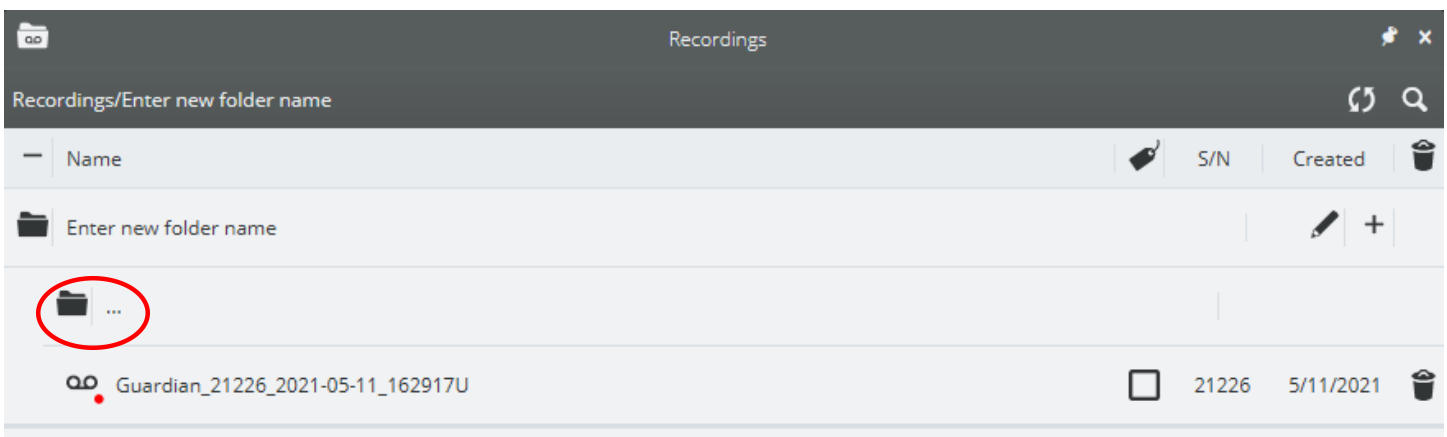 Recordings
Recordings/Enter new folder name
Name S/N Created
Enter new folder name
...
Guardian_21226_2021-05-11_162917U 21226 5/11/2021